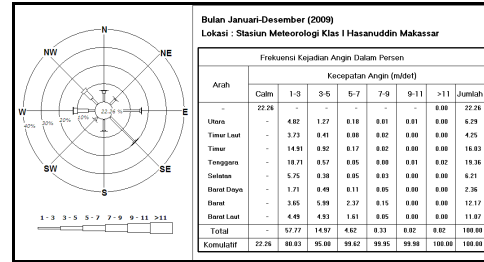 Bulan Januari-Desember (2009)
Lokasi : Stasiun Meteorologi Klas I Hasanuddin Makassar
N
NE
E
SE
S
SW
W
NW
40% 30% 20% 10%
22.26 %
1 - 3 3 - 5 5 - 7 7 - 9 9 - 11 >11
Frekuensi Kejadian Angin Dalam Persen
Arah Kecepatan Angin (m/det)
Calm 1-3 3-5 5-7 7-9 9-11 >11 Jumlah
- 22.26 - - - - - 0.00 22.26
Utara - 4.82 1.27 0.18 0.01 0.01 0.00 6.29
Timur Laut - 3.73 0.41 0.08 0.02 0.00 0.00 4.25
Timur - 14.91 0.92 0.17 0.02 0.00 0.00 16.03
Tenggara - 18.71 0.57 0.05 0.00 0.01 0.02 19.36
Selatan - 5.75 0.38 0.05 0.03 0.00 0.00 6.21
Barat Daya - 1.71 0.49 0.11 0.05 0.00 0.00 2.36
Barat - 3.65 5.99 2.37 0.15 0.00 0.00 12.17
Barat Laut - 4.49 4.93 1.61 0.05 0.00 0.00 11.07
Total - 57.77 14.97 4.62 0.33 0.02 0.02 100.00
Komulatif 22.26 80.03 95.00 99.62 99.95 99.98 100.00 100.00